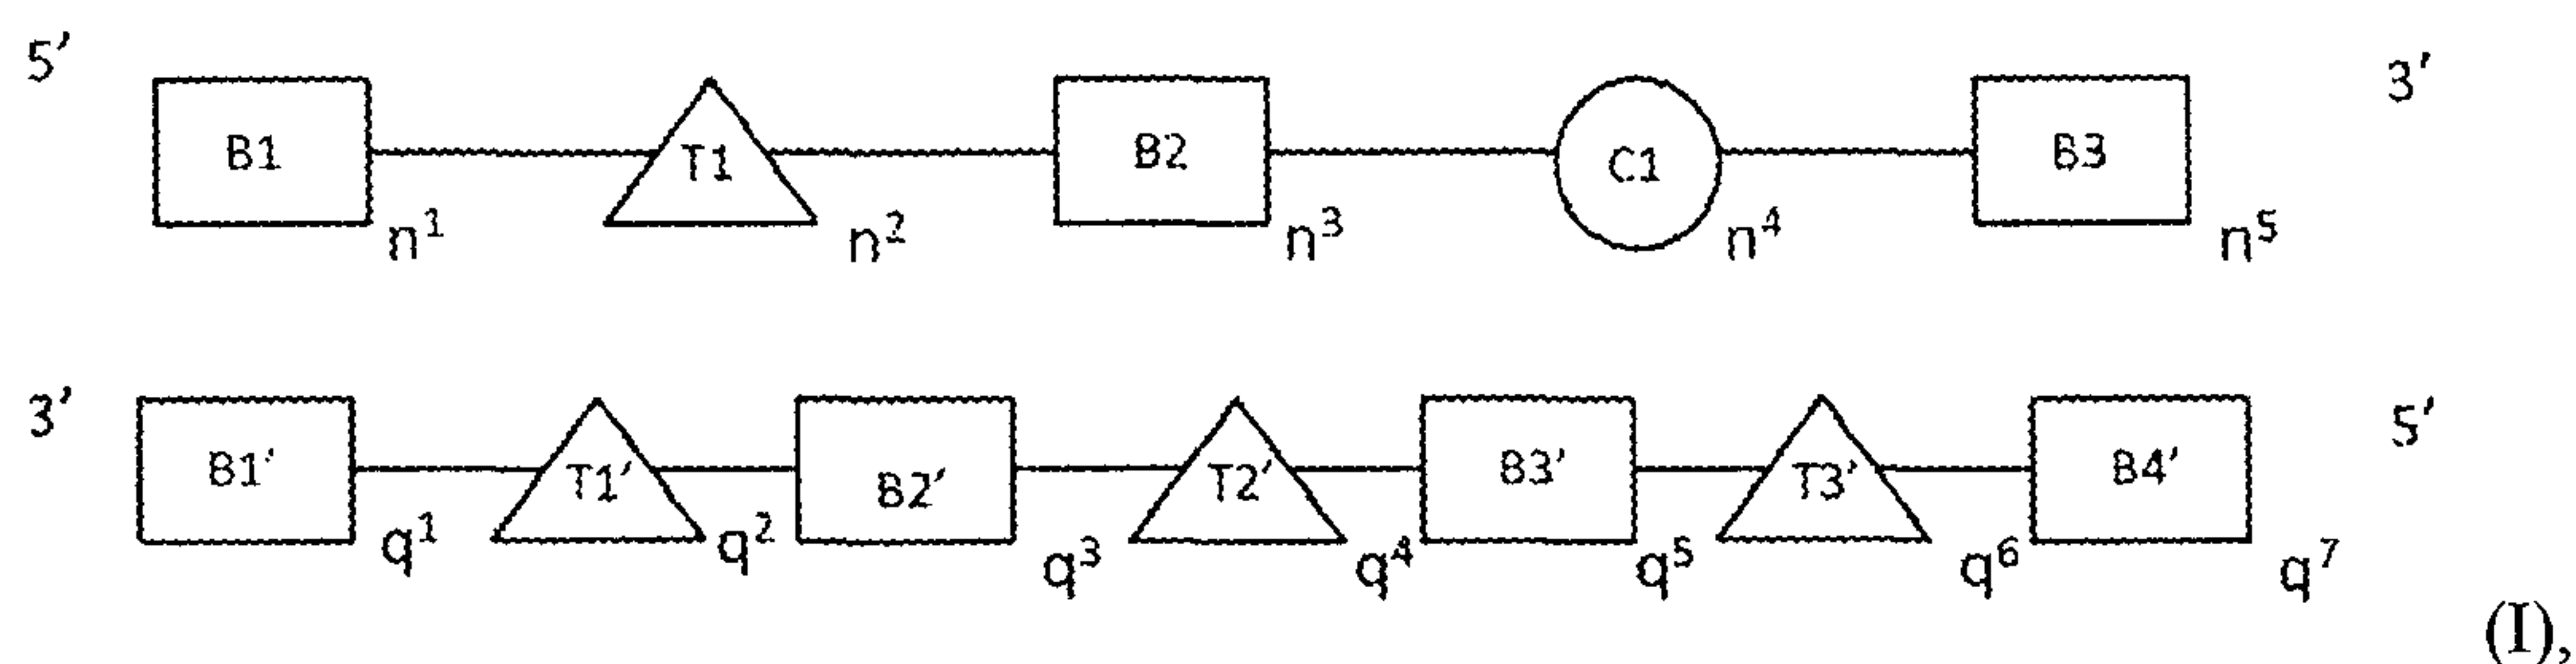 5′ B1 n¹ T1 n² B2 n³ C1 n⁴ B3 n⁵ 3′
3′ B1′ q¹ T1′ q² B2′ q³ T2′ q⁴ B3′ q⁵ T3′ q⁶ B4′ q⁷ 5′
(I),